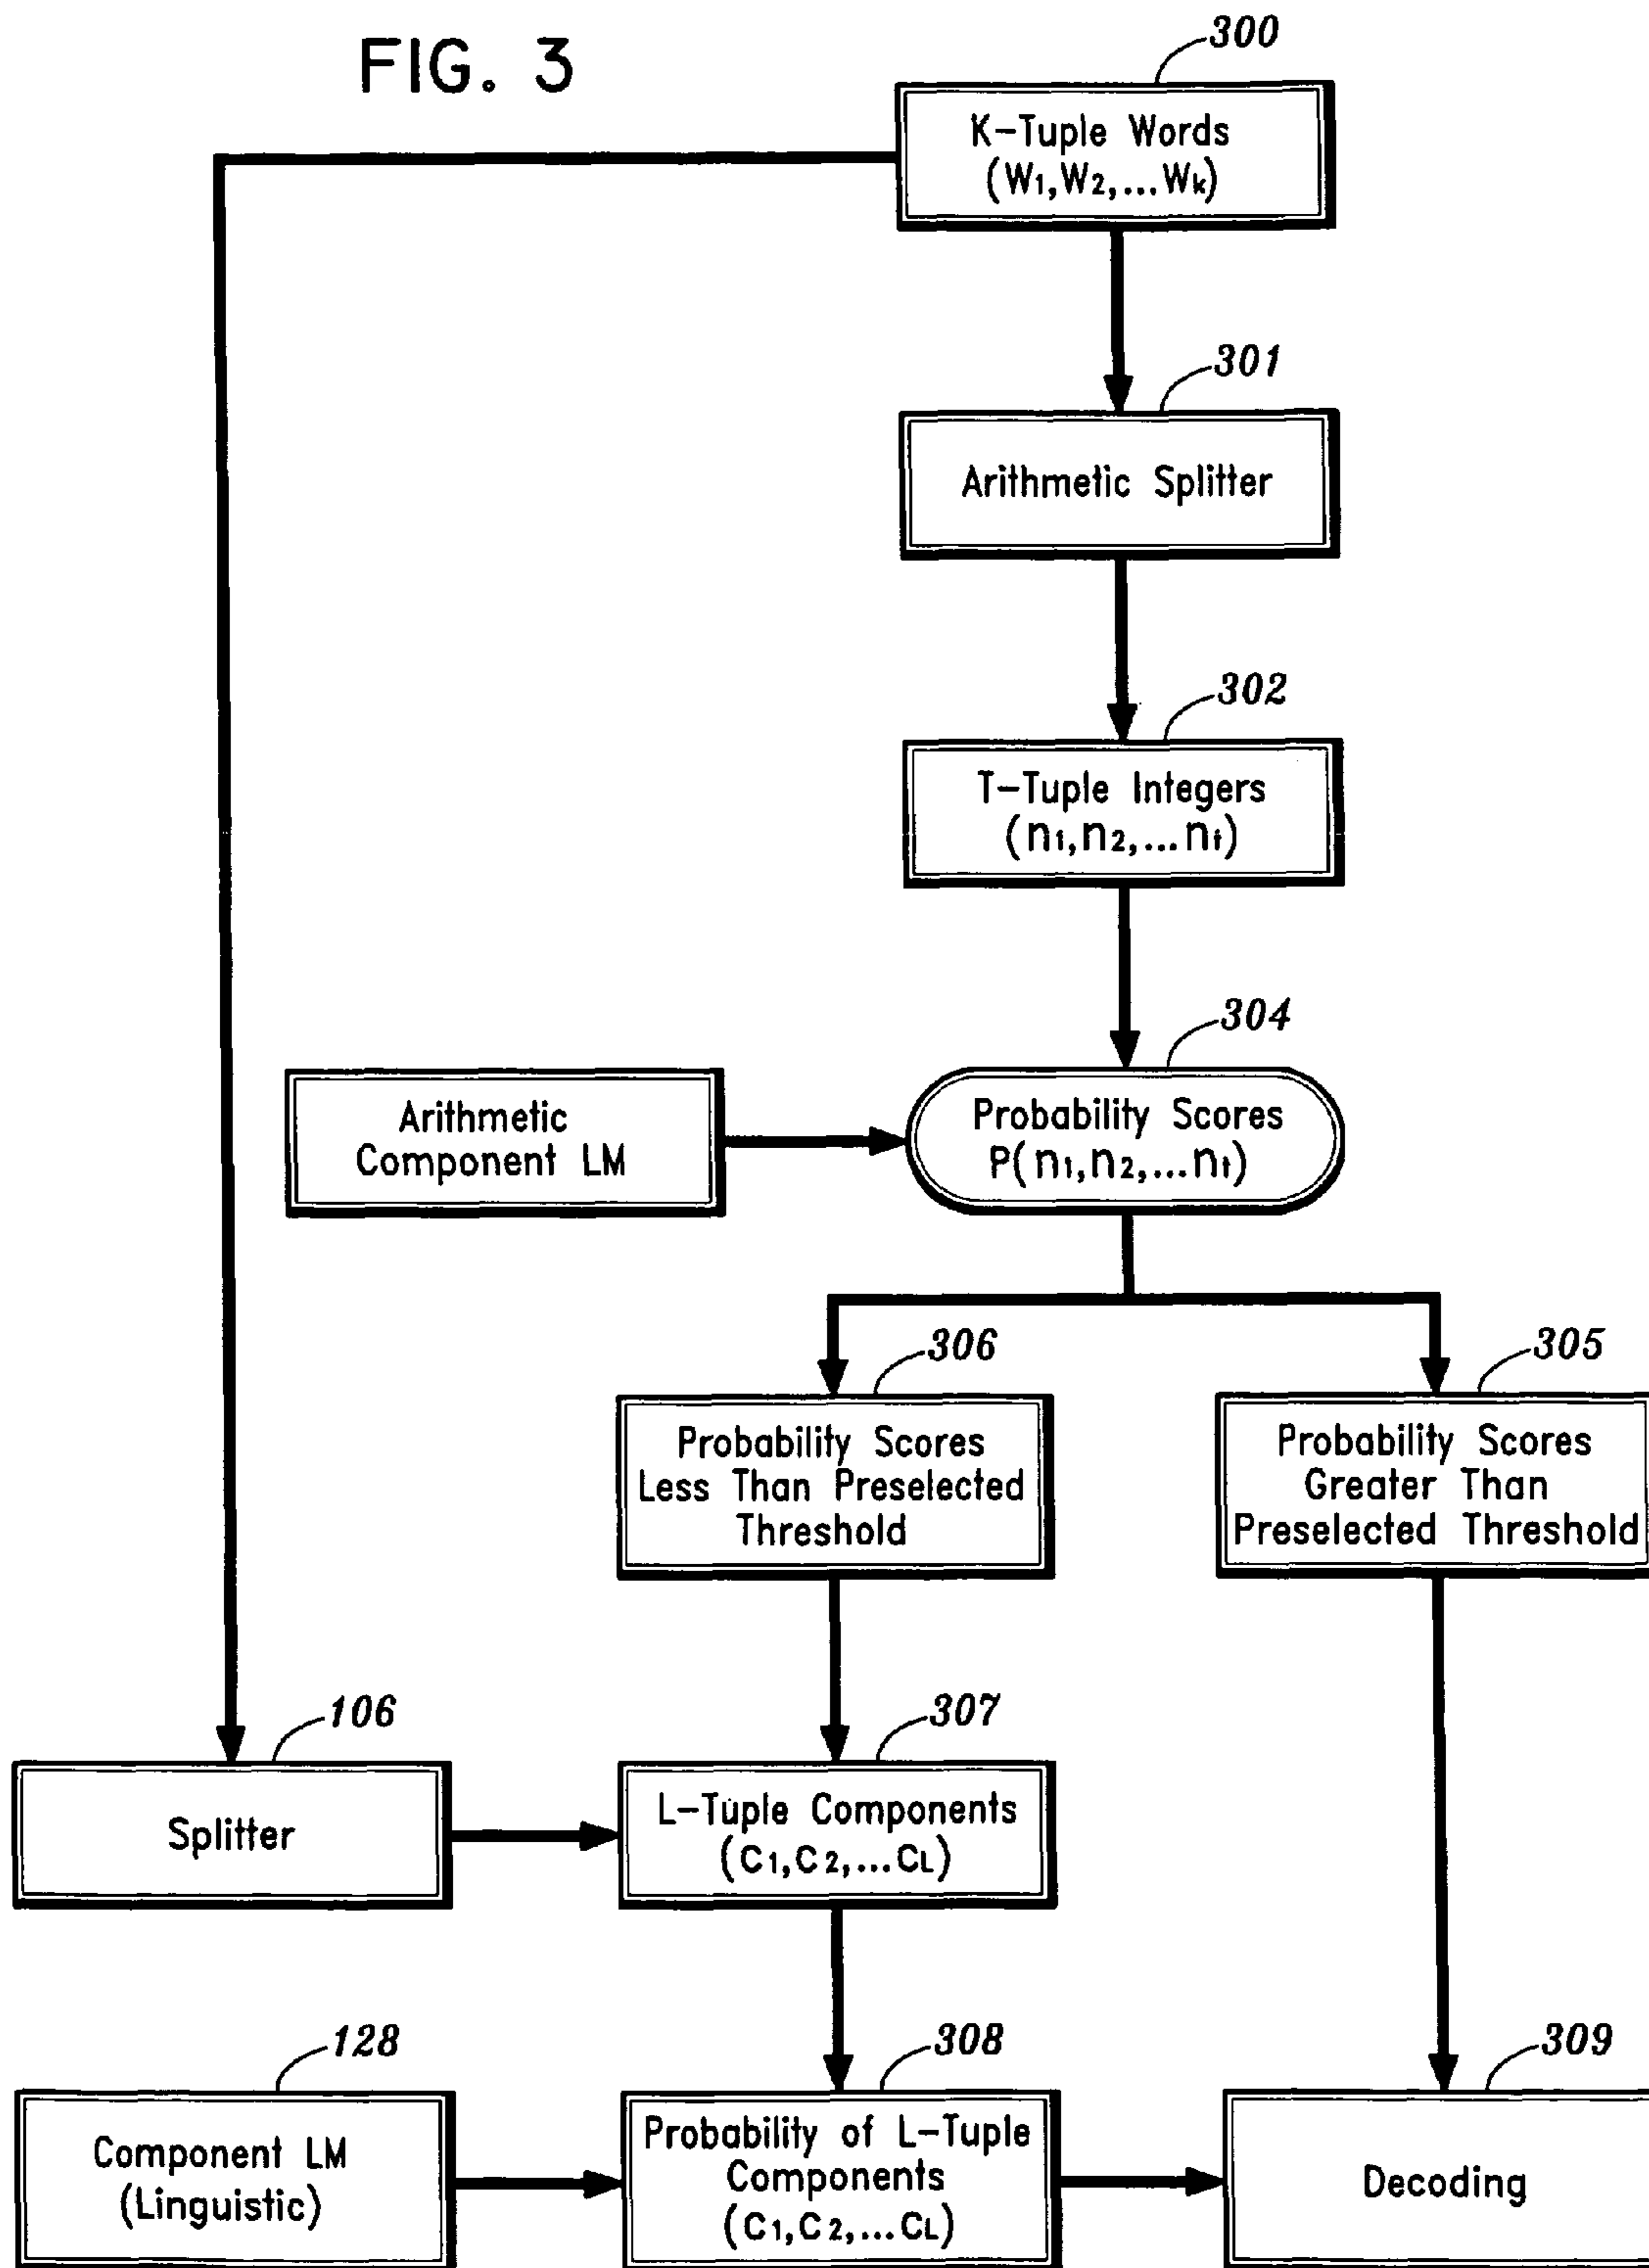 FIG. 3
300
K-Tuple Words
(W1,W2,...Wk)
301
Arithmetic Splitter
302
T-Tuple Integers
(n1,n2,...nt)
304
Arithmetic
Component LM
Probability Scores
P(n1,n2,...nt)
306
305
Probability Scores
Less Than Preselected
Threshold
Probability Scores
Greater Than
Preselected Threshold
106
307
Splitter
L-Tuple Components
(C1,C2,...CL)
128
308
309
Component LM
(Linguistic)
Probability of L-Tuple
Components
(C1,C2,...CL)
Decoding